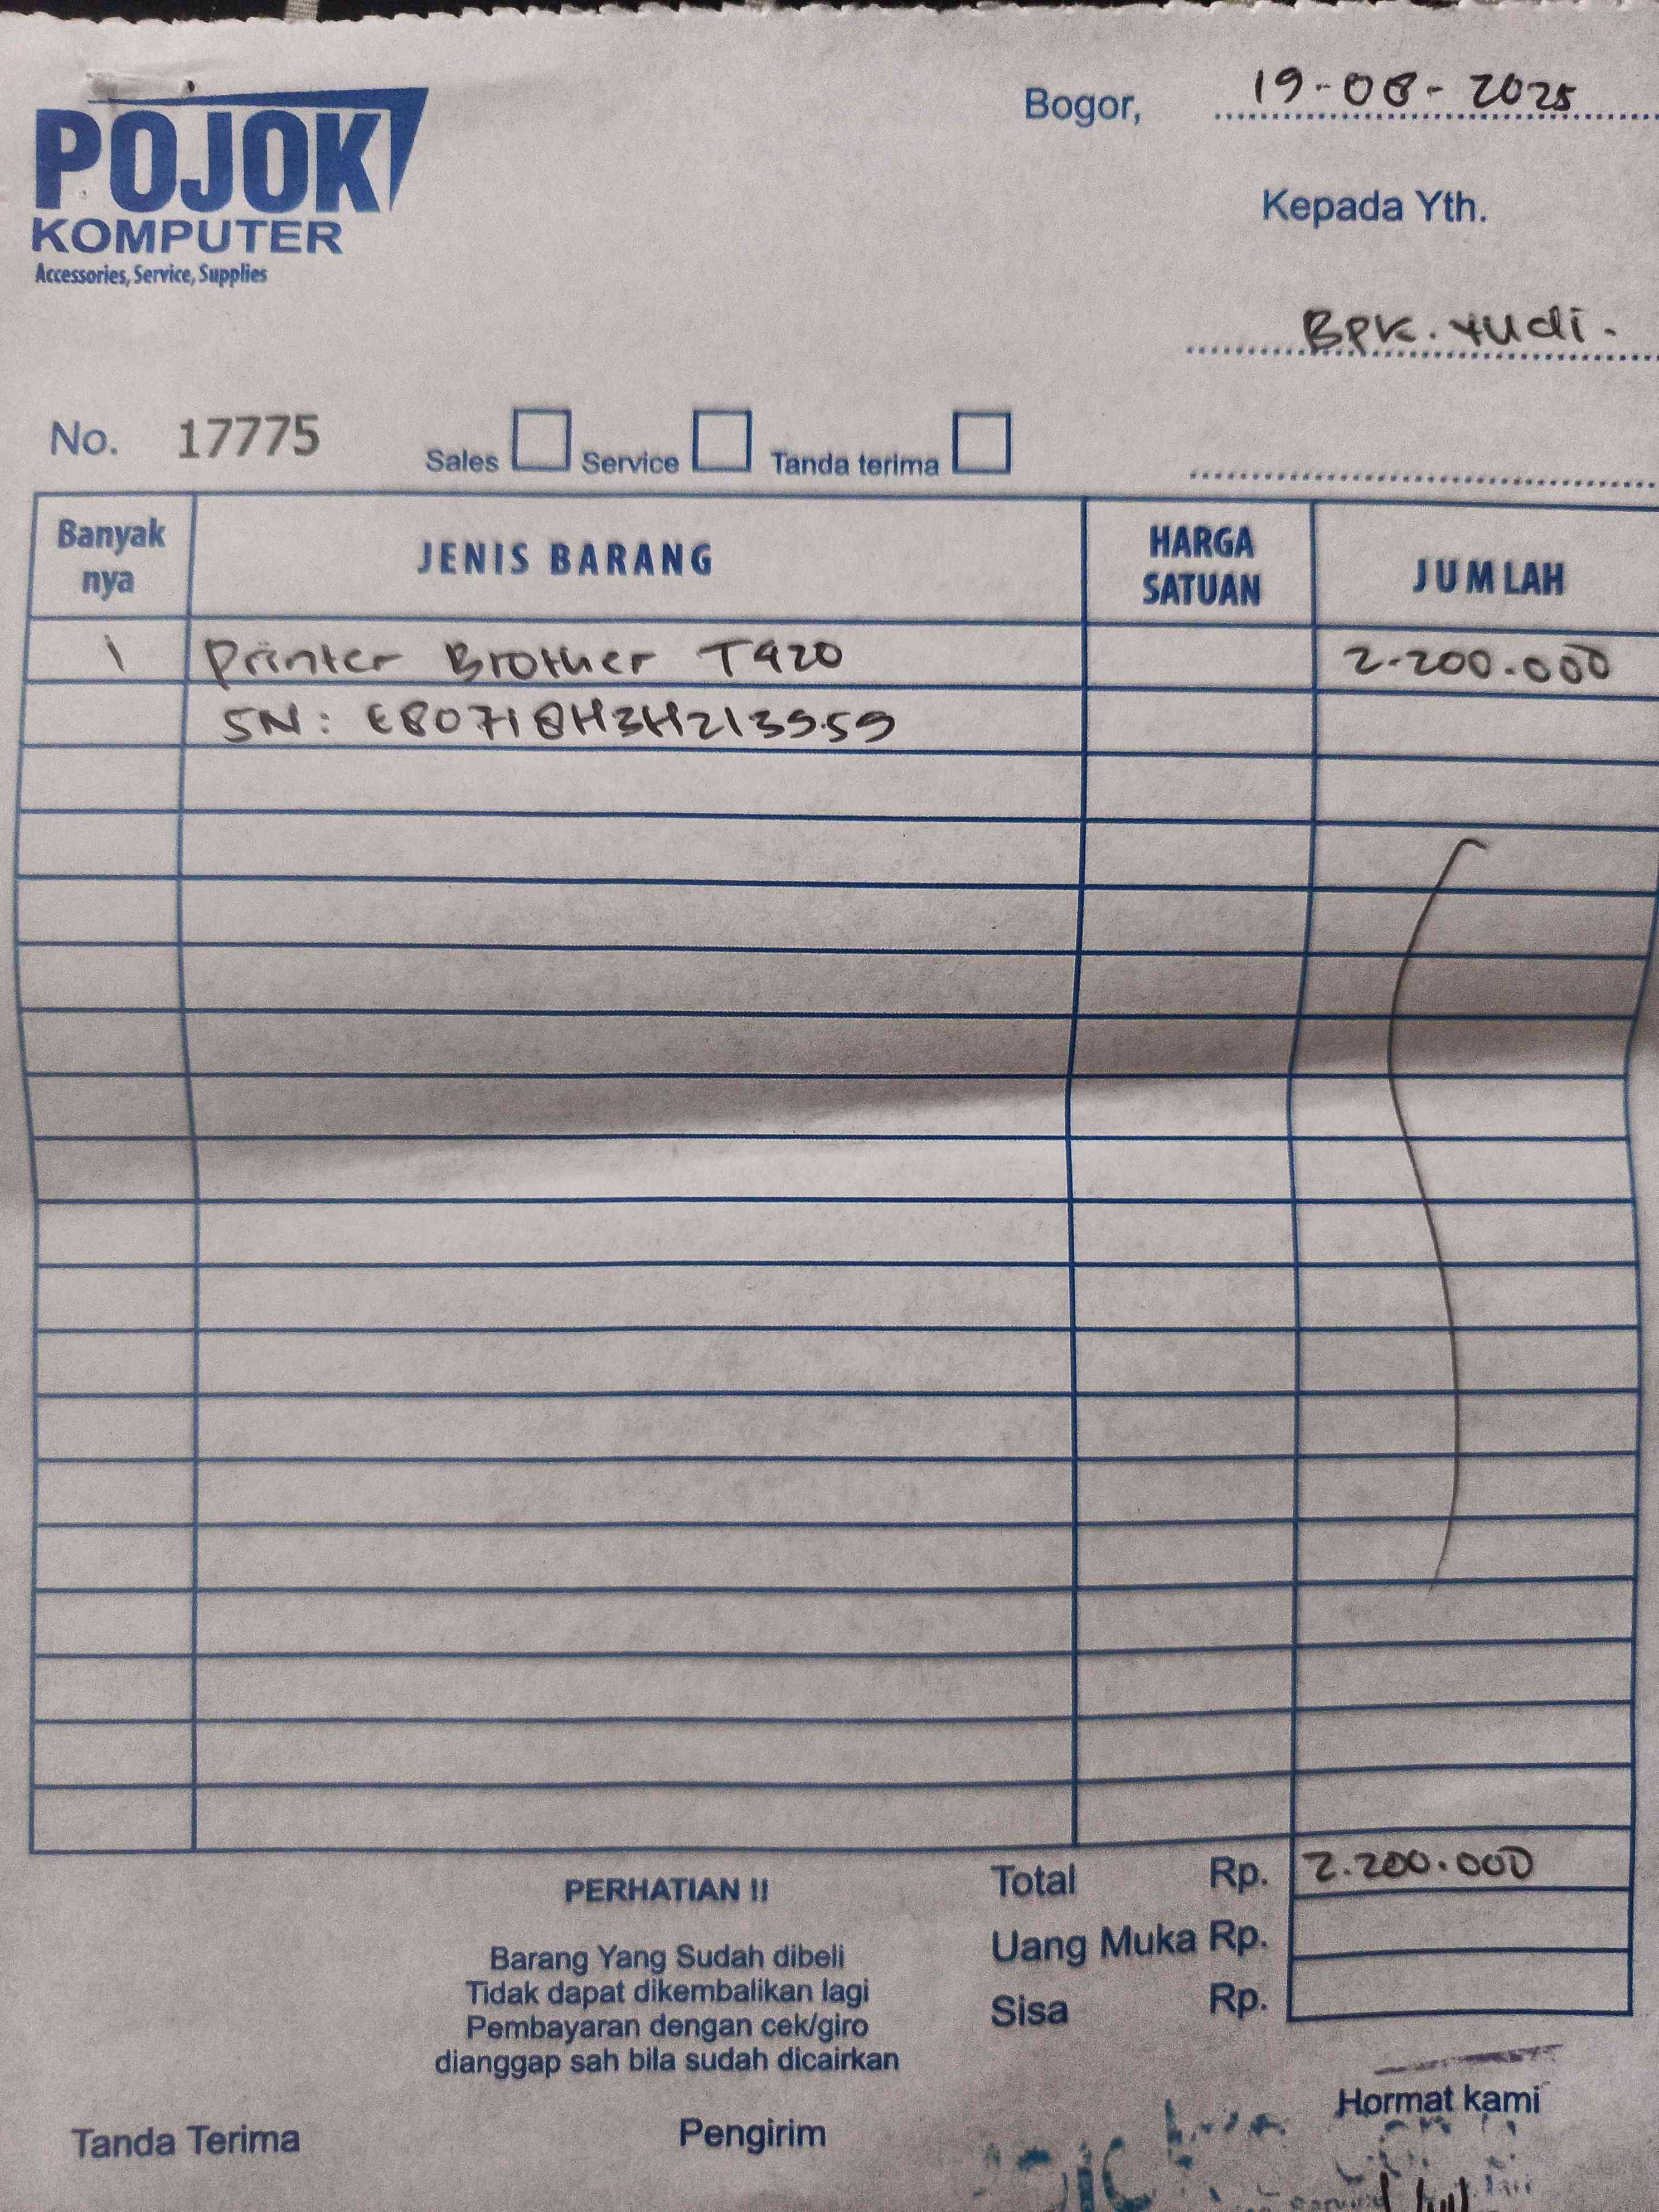 POJOK
KOMPUTER
Accessories, Service, Supplies
Bogor, 19-08-2025
Kepada Yth.
Bpk. Yudi.
No. 17775 Sales Service Tanda terima
Banyak nya JENIS BARANG HARGA SATUAN JUMLAH
1 Printer Brother T420 2.200.000
SN: E80718H3H213959
Total Rp. 2.200.000
Uang Muka Rp.
Sisa Rp.
PERHATIAN !!
Barang Yang Sudah dibeli
Tidak dapat dikembalikan lagi
Pembayaran dengan cek/giro
dianggap sah bila sudah dicairkan
Tanda Terima Pengirim Hormat kami